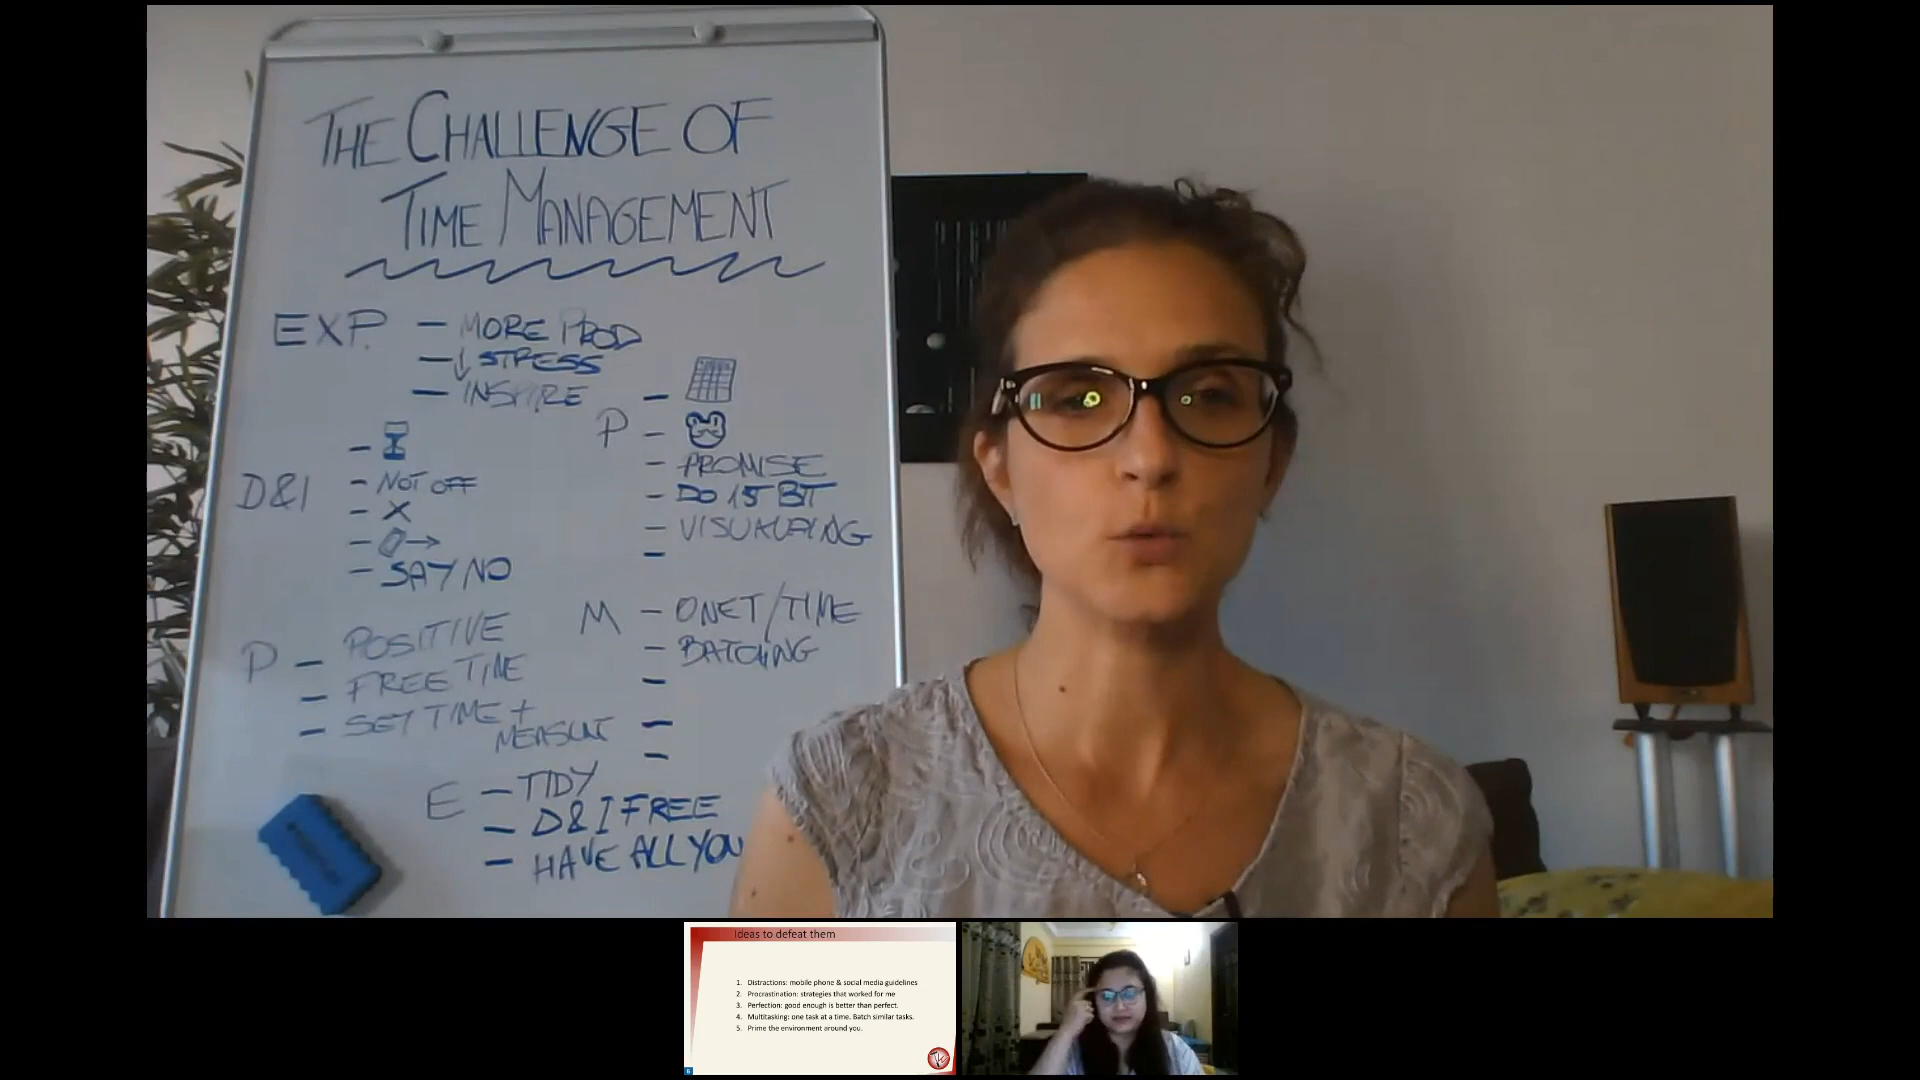 THE CHALLENGE OF
TIME MANAGEMENT
EXP. - MORE PROD
- ↓ STRESS
- INSPIRE
D&I
-
- NOT OFF
- X
- →
- SAY NO
P
-
-
- PROMISE
- DO 15 BT
- VISUALIZING
-
P - POSITIVE
- FREE TIME
- SET TIME +
MEASURE
M - ONE T/TIME
- BATCHING
-
-
-
E - TIDY
- D&I FREE
- HAVE ALL YOU
Ideas to defeat them
1. Distractions: mobile phone & social media guidelines
2. Procrastination: strategies that worked for me
3. Perfection: good enough is better than perfect.
4. Multitasking: one task at a time. Batch similar tasks.
5. Prime the environment around you.